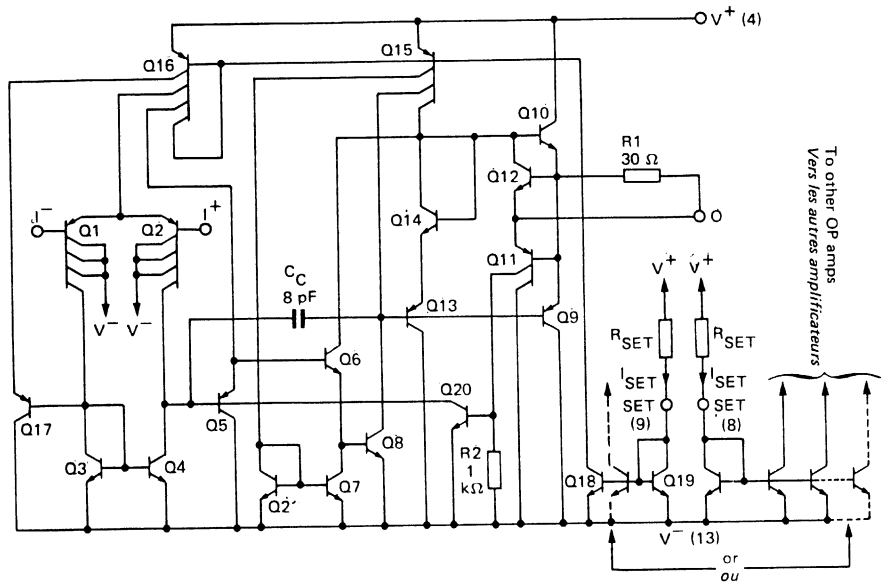 V+ (4)
Q16
Q15
Q10
R1
30 Ω
Q12
O
Q14
Q11
I−
I+
Q1
Q2
V−
V−
CC
8 pF
Q13
Q9
Q6
Q20
Q17
Q5
Q3
Q4
Q8
R2
1
kΩ
Q2'
Q7
Q18
Q19
V+
V+
RSET
RSET
ISET
ISET
SET
(9)
SET
(8)
V− (13)
or
ou
To other OP amps
Vers les autres amplificateurs